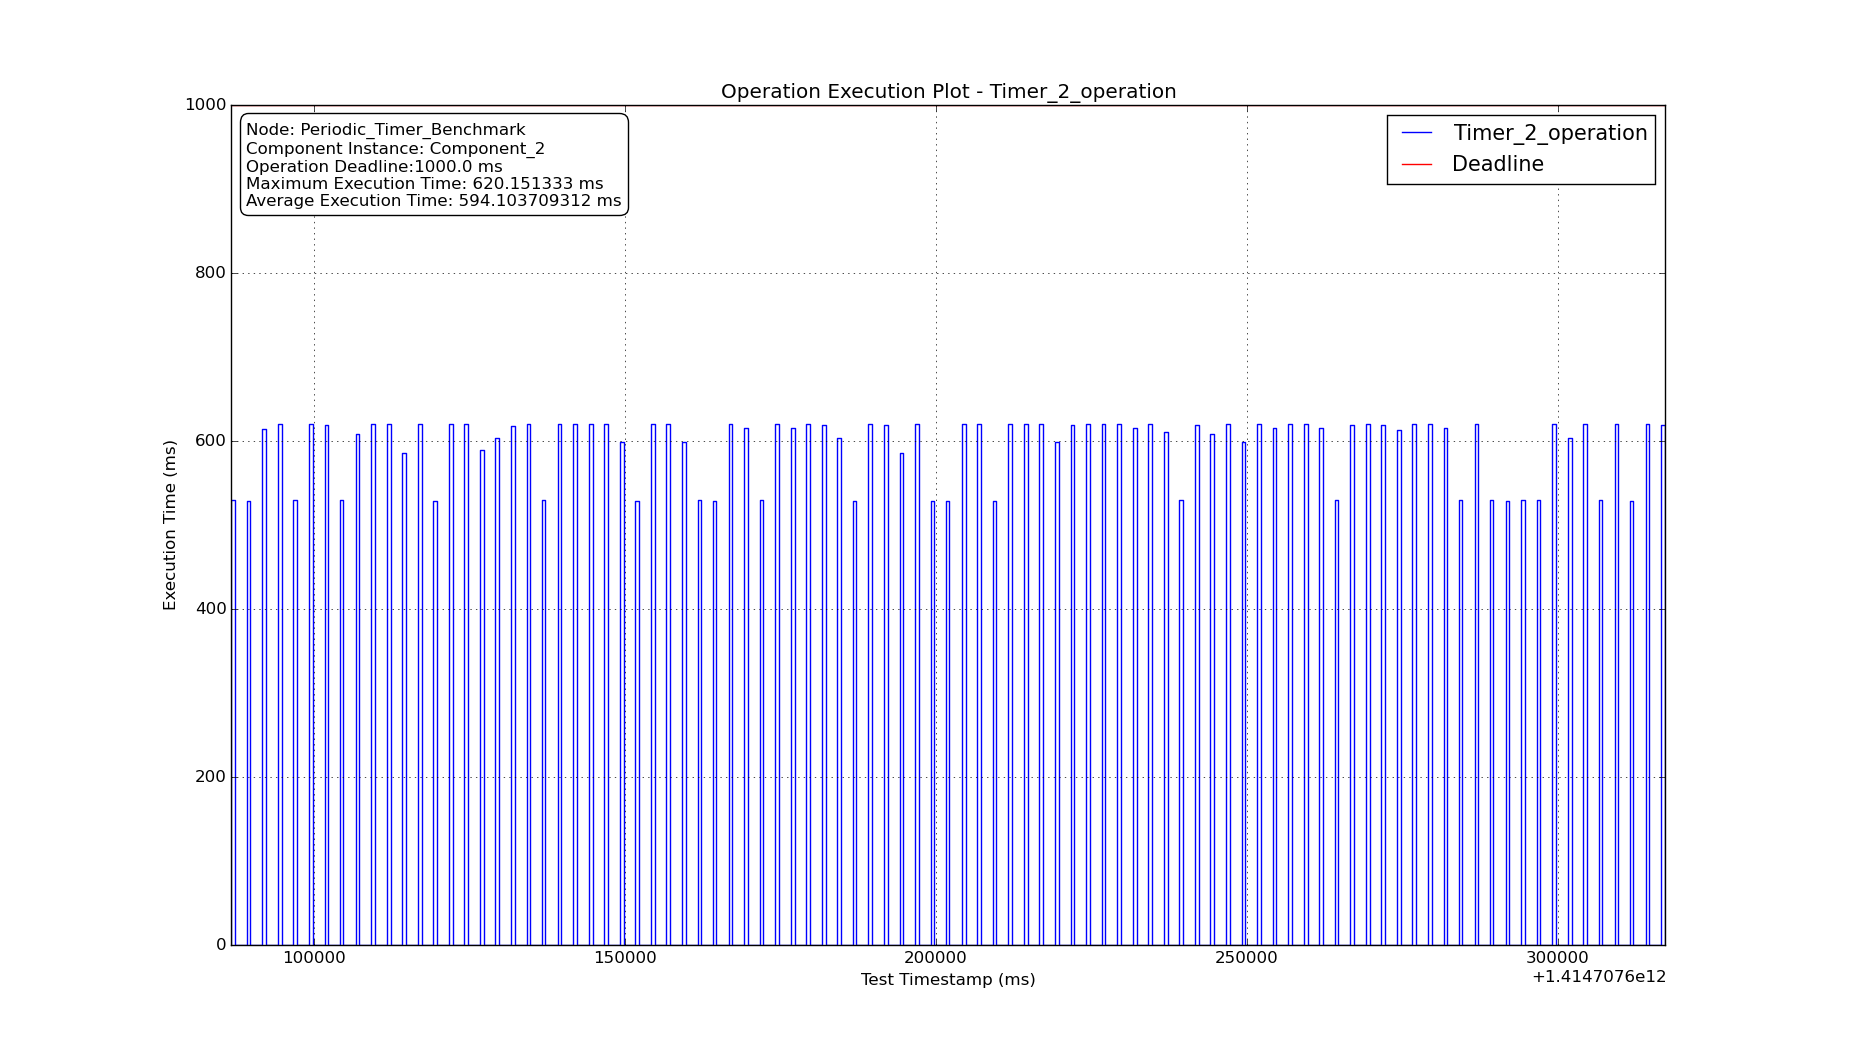 Operation Execution Plot - Timer_2_operation
1000
Node: Periodic_Timer_Benchmark
Component Instance: Component_2
Operation Deadline:1000.0 ms
Maximum Execution Time: 620.151333 ms
Average Execution Time: 594.103709312 ms
Timer_2_operation
Deadline
800
600
400
200
0
Execution Time (ms)
100000 150000 200000 250000 300000
Test Timestamp (ms)
+1.4147076e12